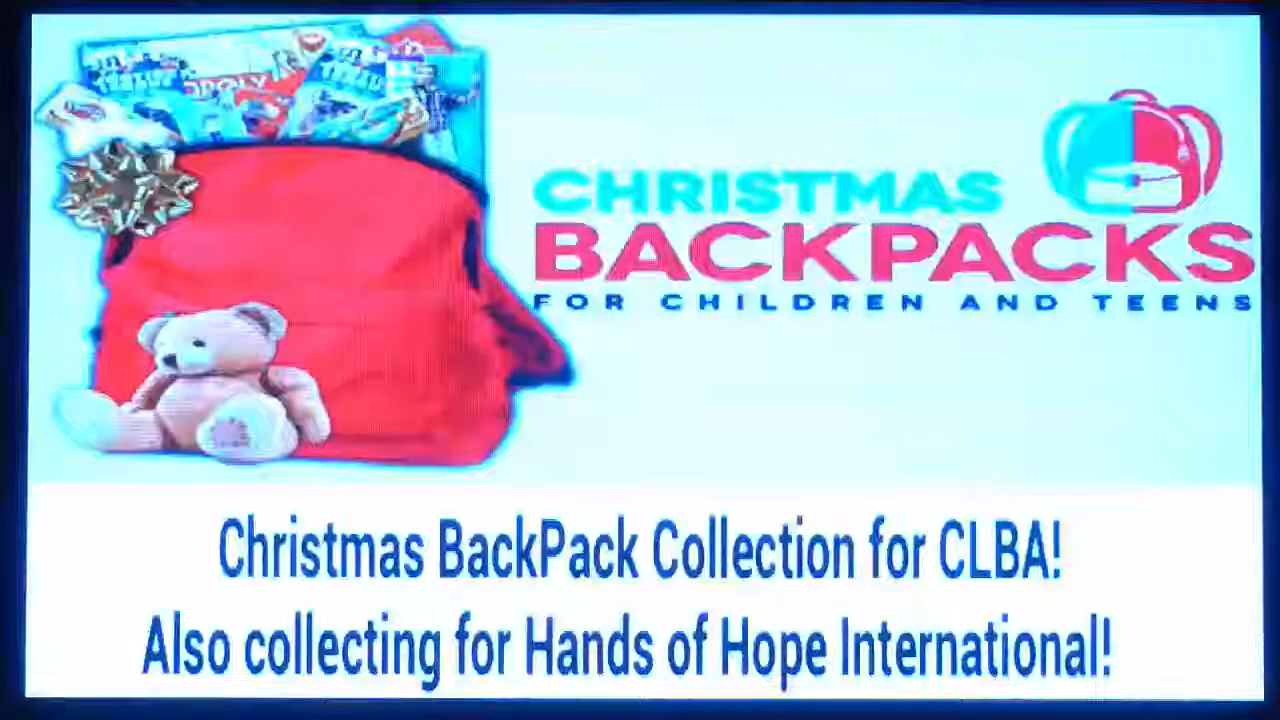 CHRISTMAS
BACKPACKS
FOR CHILDREN AND TEENS
Christmas BackPack Collection for CLBA!
Also collecting for Hands of Hope International!